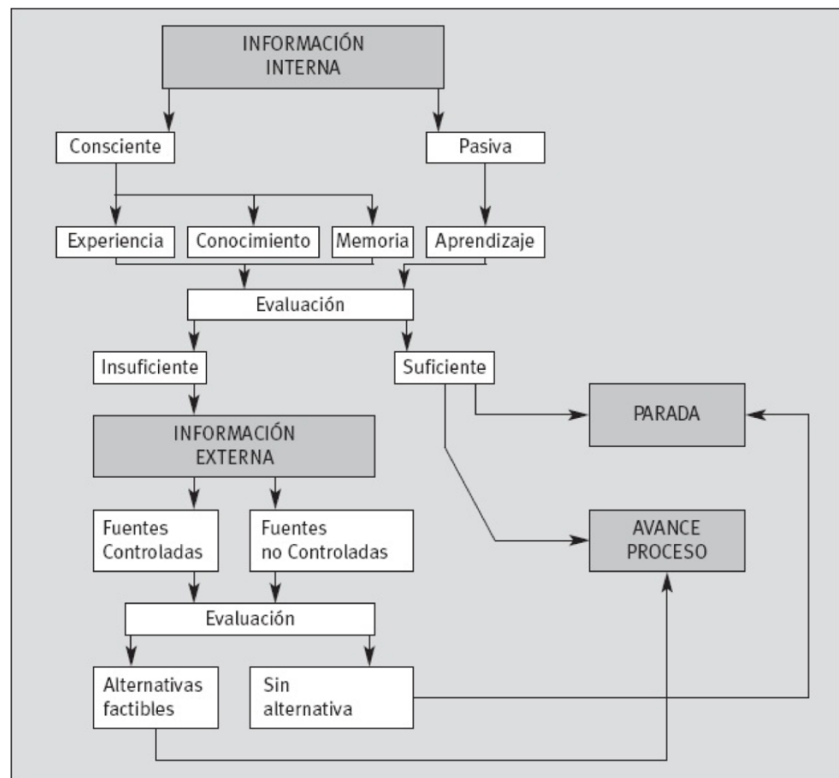 INFORMACIÓN
INTERNA
Consciente
Pasiva
Experiencia
Conocimiento
Memoria
Aprendizaje
Evaluación
Insuficiente
Suficiente
PARADA
INFORMACIÓN
EXTERNA
Fuentes
Controladas
Fuentes
no Controladas
AVANCE
PROCESO
Evaluación
Alternativas
factibles
Sin
alternativa